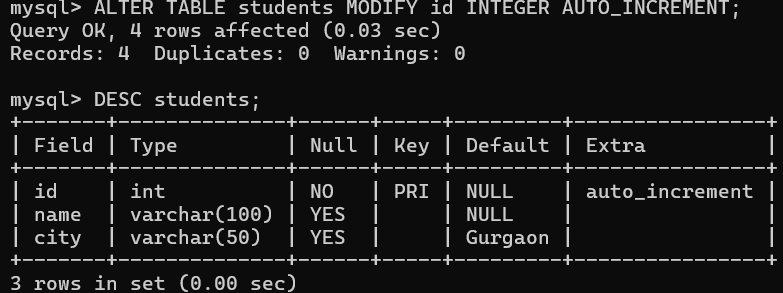 mysql> ALTER TABLE students MODIFY id INTEGER AUTO_INCREMENT;
Query OK, 4 rows affected (0.03 sec)
Records: 4  Duplicates: 0  Warnings: 0

mysql> DESC students;
+-------+--------------+------+-----+---------+----------------+
| Field | Type         | Null | Key | Default | Extra          |
+-------+--------------+------+-----+---------+----------------+
| id    | int          | NO   | PRI | NULL    | auto_increment |
| name  | varchar(100) | YES  |     | NULL    |                |
| city  | varchar(50)  | YES  |     | Gurgaon |                |
+-------+--------------+------+-----+---------+----------------+
3 rows in set (0.00 sec)